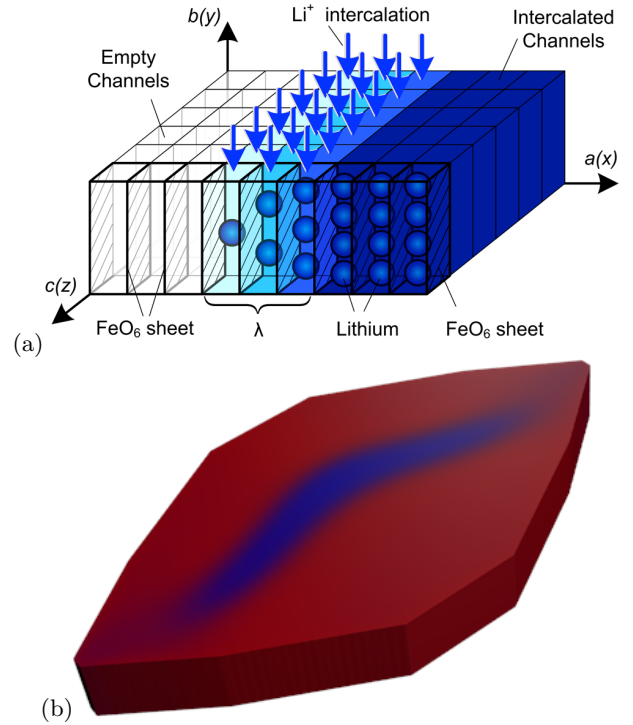 b(y)
Li⁺ intercalation
Intercalated
Channels
Empty
Channels
a(x)
c(z)
FeO₆ sheet
λ
Lithium
FeO₆ sheet
(a)
(b)